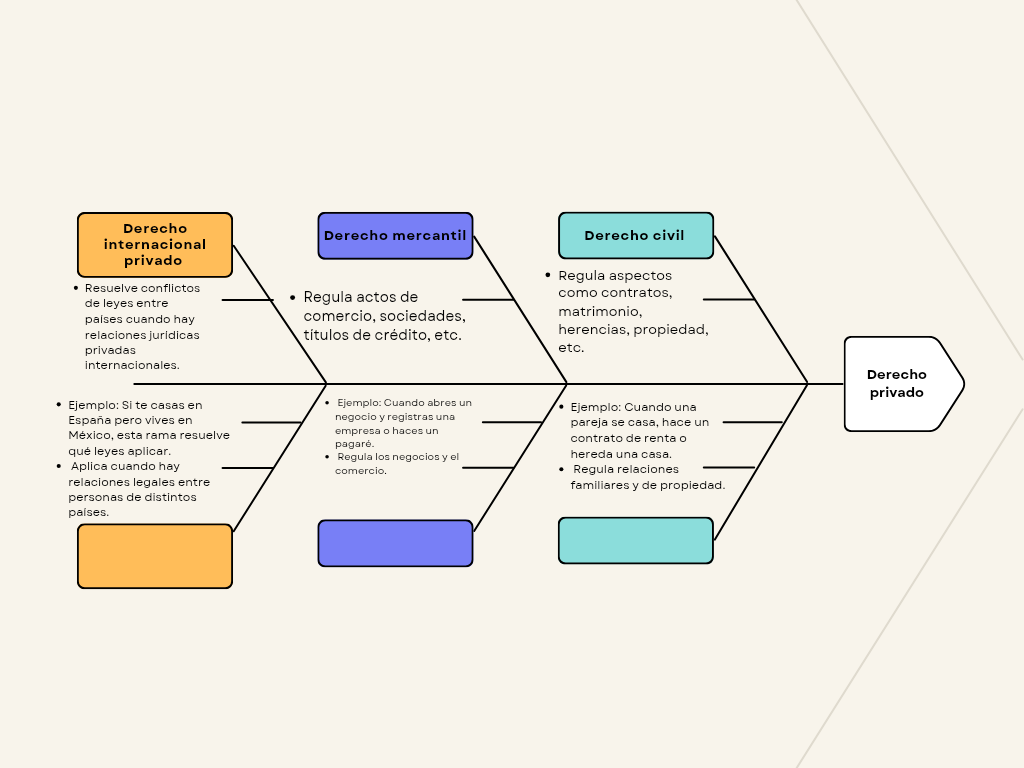 Derecho
internacional
privado
Resuelve conflictos
de leyes entre
países cuando hay
relaciones jurídicas
privadas
internacionales.
Derecho mercantil
Regula actos de
comercio, sociedades,
títulos de crédito, etc.
Derecho civil
Regula aspectos
como contratos,
matrimonio,
herencias, propiedad,
etc.
Derecho
privado
Ejemplo: Si te casas en
España pero vives en
México, esta rama resuelve
qué leyes aplicar.
Aplica cuando hay
relaciones legales entre
personas de distintos
países.
Ejemplo: Cuando abres un
negocio y registras una
empresa o haces un
pagaré.
Regula los negocios y el
comercio.
Ejemplo: Cuando una
pareja se casa, hace un
contrato de renta o
hereda una casa.
Regula relaciones
familiares y de propiedad.